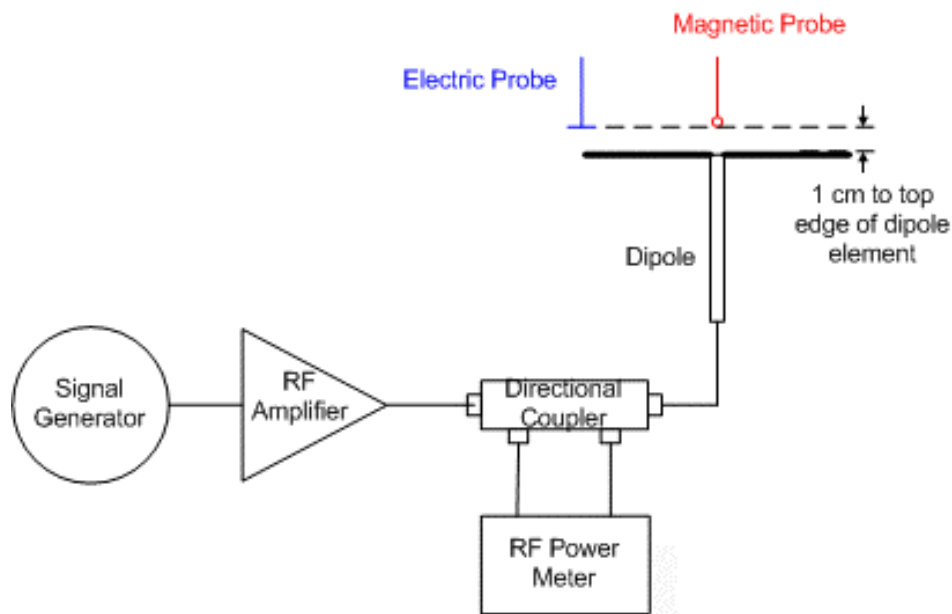 Magnetic Probe
Electric Probe
1 cm to top
edge of dipole
element
Dipole
Signal
Generator
RF
Amplifier
Directional
Coupler
RF Power
Meter